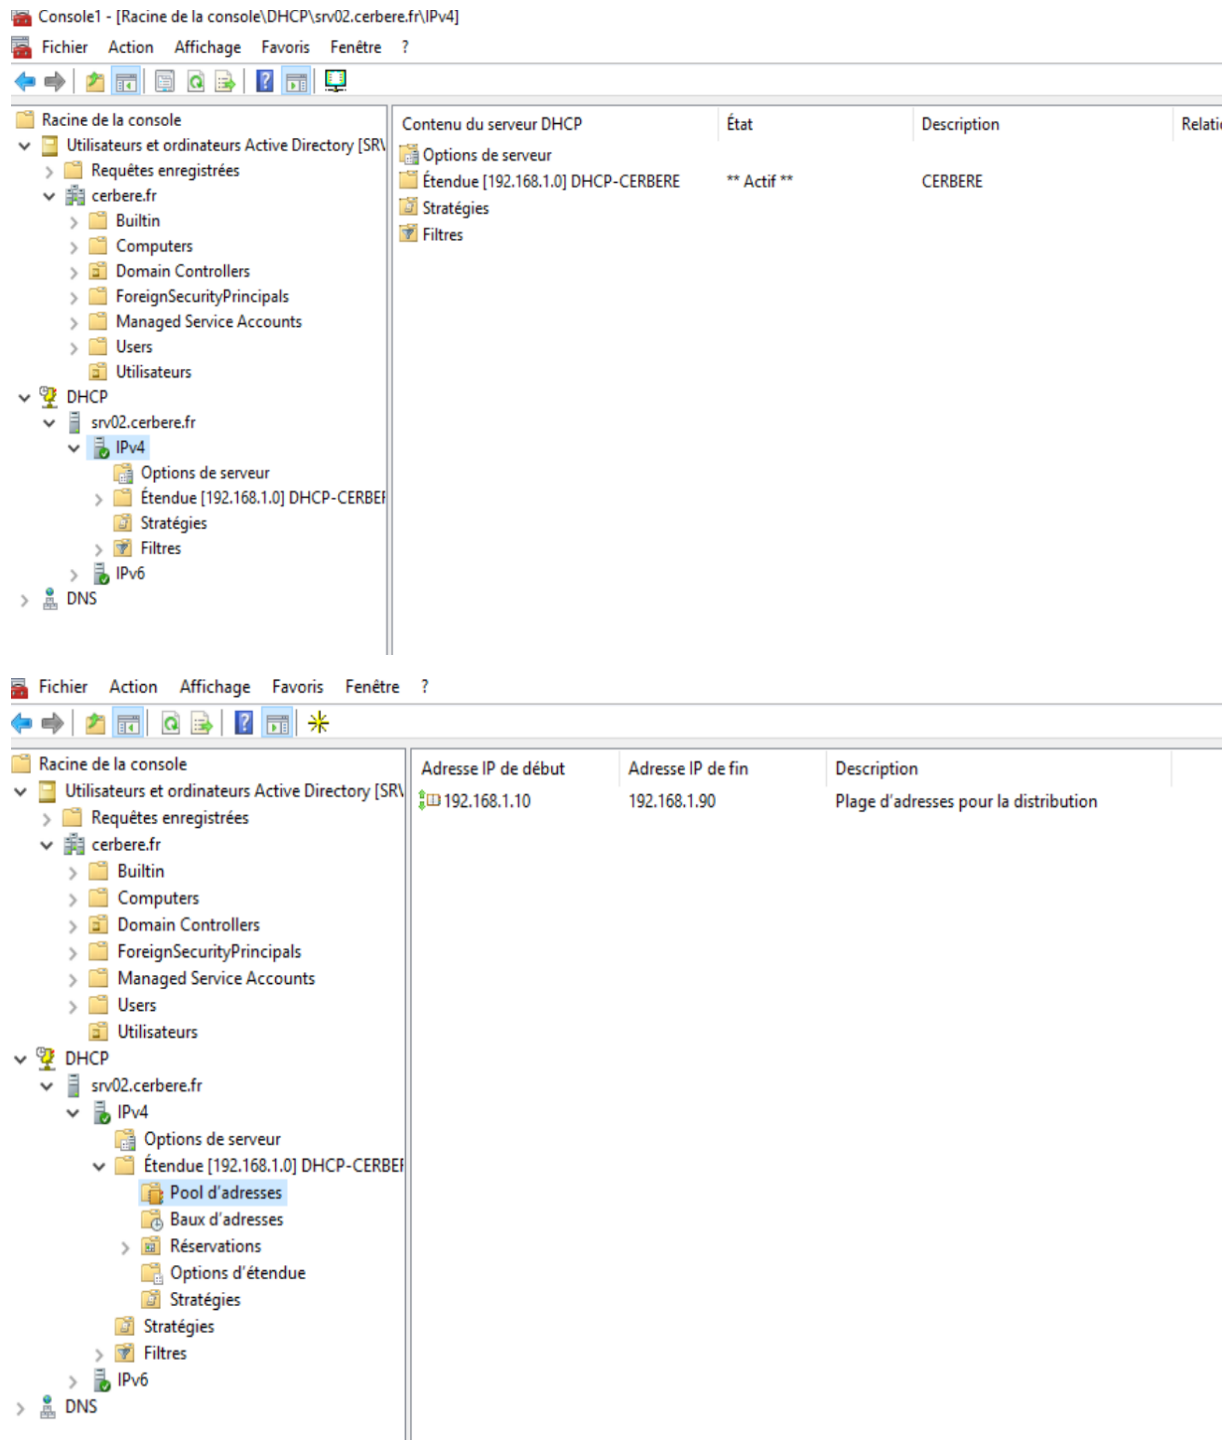 Console1 - [Racine de la console\DHCP\srv02.cerbere.fr\IPv4]
Fichier Action Affichage Favoris Fenêtre ?
Racine de la console
Utilisateurs et ordinateurs Active Directory [SRV
Requêtes enregistrées
cerbere.fr
Builtin
Computers
Domain Controllers
ForeignSecurityPrincipals
Managed Service Accounts
Users
Utilisateurs
DHCP
srv02.cerbere.fr
IPv4
Options de serveur
Étendue [192.168.1.0] DHCP-CERBER
Stratégies
Filtres
IPv6
DNS
Contenu du serveur DHCP État Description Relati
Options de serveur
Étendue [192.168.1.0] DHCP-CERBERE ** Actif ** CERBERE
Stratégies
Filtres
Fichier Action Affichage Favoris Fenêtre ?
Racine de la console
Utilisateurs et ordinateurs Active Directory [SRV
Requêtes enregistrées
cerbere.fr
Builtin
Computers
Domain Controllers
ForeignSecurityPrincipals
Managed Service Accounts
Users
Utilisateurs
DHCP
srv02.cerbere.fr
IPv4
Options de serveur
Étendue [192.168.1.0] DHCP-CERBER
Pool d'adresses
Baux d'adresses
Réservations
Options d'étendue
Stratégies
Stratégies
Filtres
IPv6
DNS
Adresse IP de début Adresse IP de fin Description
192.168.1.10 192.168.1.90 Plage d'adresses pour la distribution